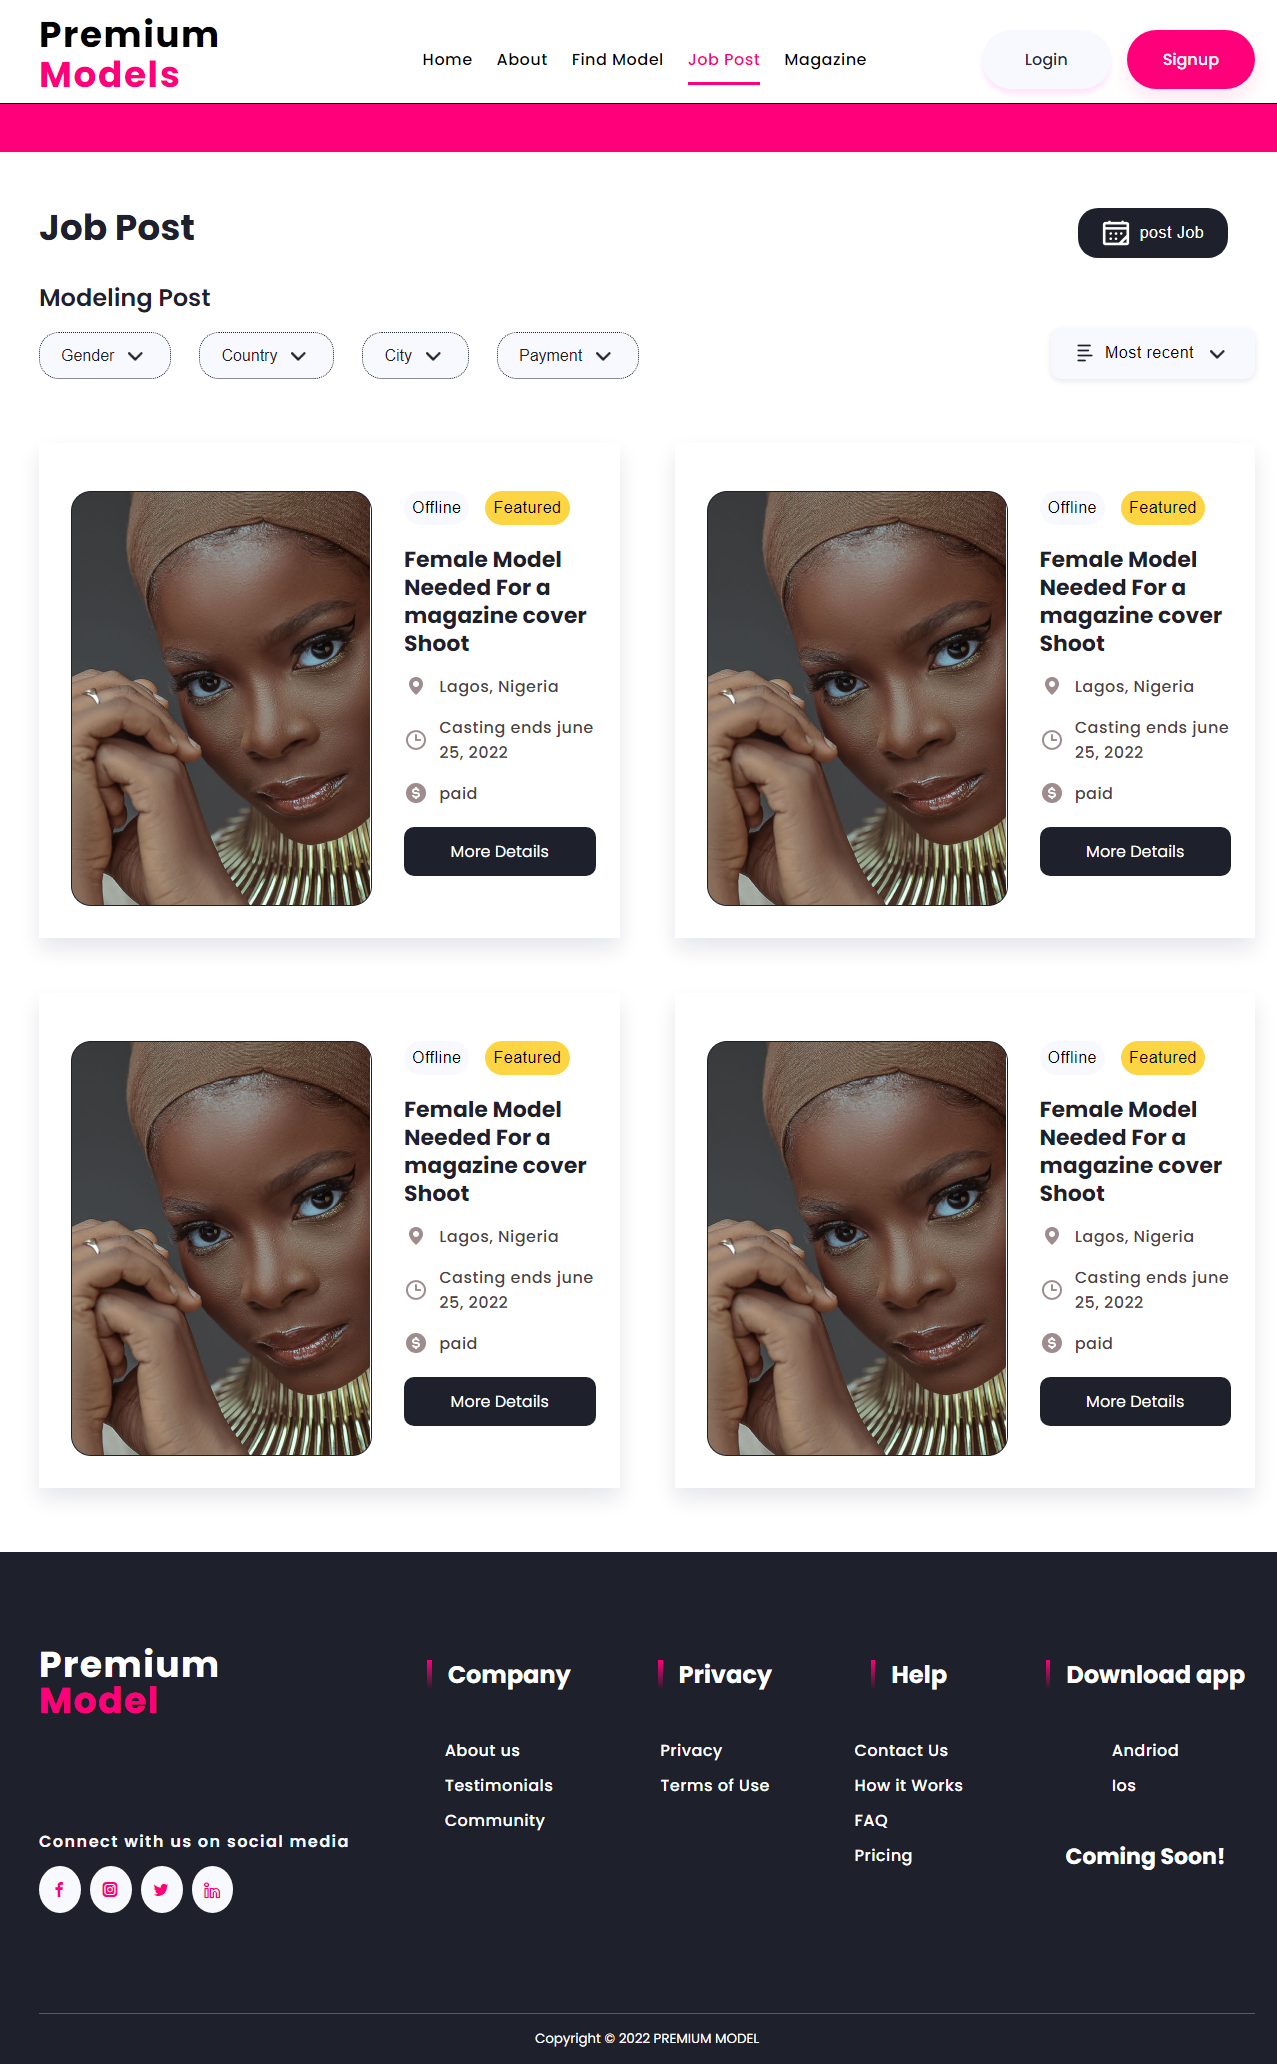 Premium
Models
Home About Find Model Job Post Magazine
Login
Signup
Job Post
post Job
Modeling Post
Gender
Country
City
Payment
Most recent
Offline Featured
Female Model
Needed For a
magazine cover
Shoot
Lagos, Nigeria
Casting ends june
25, 2022
paid
More Details
Offline Featured
Female Model
Needed For a
magazine cover
Shoot
Lagos, Nigeria
Casting ends june
25, 2022
paid
More Details
Offline Featured
Female Model
Needed For a
magazine cover
Shoot
Lagos, Nigeria
Casting ends june
25, 2022
paid
More Details
Offline Featured
Female Model
Needed For a
magazine cover
Shoot
Lagos, Nigeria
Casting ends june
25, 2022
paid
More Details
Premium
Model
Connect with us on social media
Company
About us
Testimonials
Community
Privacy
Privacy
Terms of Use
Help
Contact Us
How it Works
FAQ
Pricing
Download app
Andriod
Ios
Coming Soon!
Copyright © 2022 PREMIUM MODEL